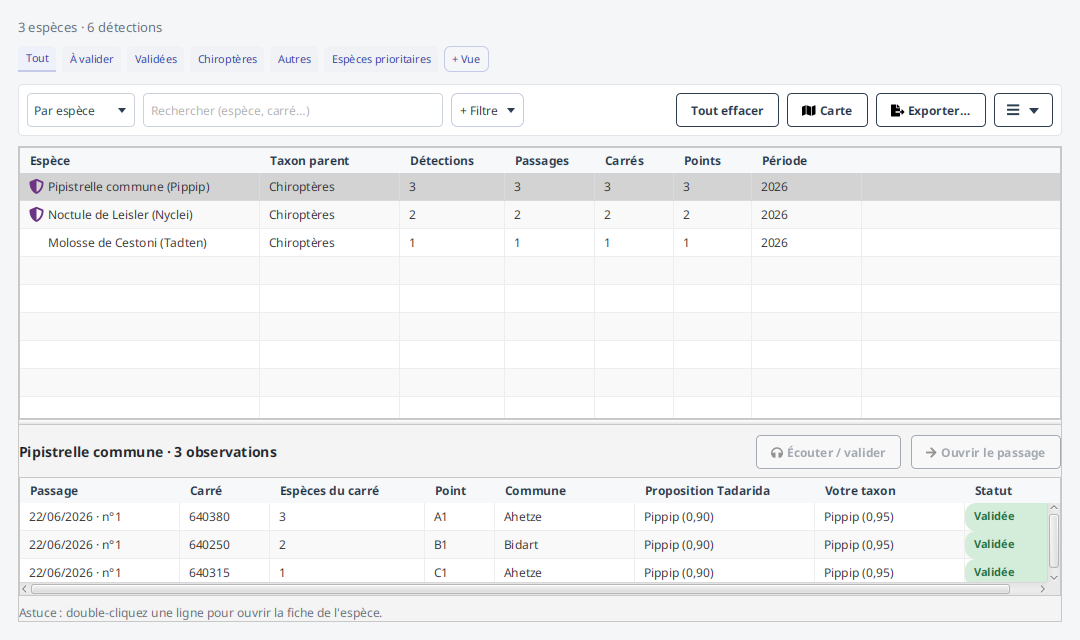 3 espèces · 6 détections
Tout À valider Validées Chiroptères Autres Espèces prioritaires + Vue
Par espèce Rechercher (espèce, carré...) + Filtre Tout effacer Carte Exporter...
Espèce Taxon parent Détections Passages Carrés Points Période
Pipistrelle commune (Pippip) Chiroptères 3 3 3 3 2026
Noctule de Leisler (Nyclei) Chiroptères 2 2 2 2 2026
Molosse de Cestoni (Tadten) Chiroptères 1 1 1 1 2026
Pipistrelle commune · 3 observations Écouter / valider Ouvrir le passage
Passage Carré Espèces du carré Point Commune Proposition Tadarida Votre taxon Statut
22/06/2026 · n°1 640380 3 A1 Ahetze Pippip (0,90) Pippip (0,95) Validée
22/06/2026 · n°1 640250 2 B1 Bidart Pippip (0,90) Pippip (0,95) Validée
22/06/2026 · n°1 640315 1 C1 Ahetze Pippip (0,90) Pippip (0,95) Validée
Astuce : double-cliquez une ligne pour ouvrir la fiche de l'espèce.